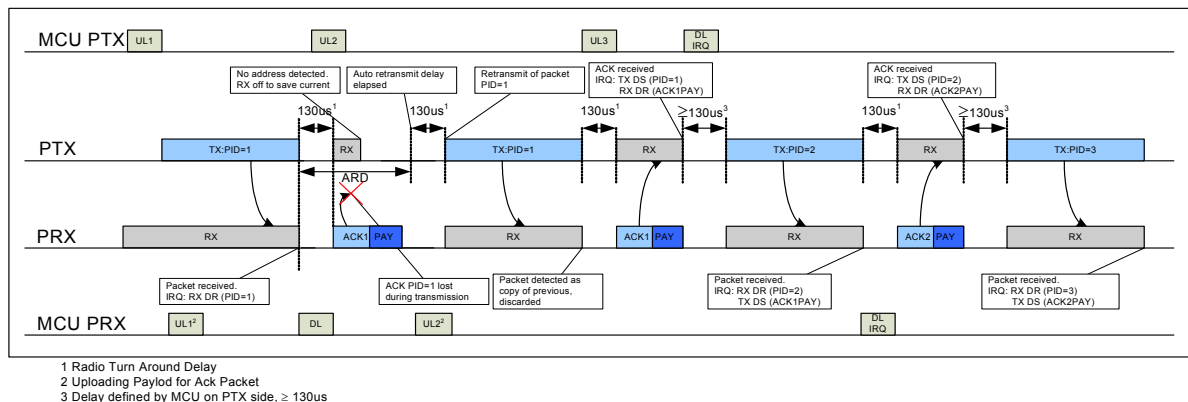 MCU PTX
UL1
UL2
UL3
DL
IRQ
No address detected.
RX off to save current
Auto retransmit delay
elapsed
Retransmit of packet
PID=1
ACK received
IRQ: TX DS (PID=1)
RX DR (ACK1PAY)
ACK received
IRQ: TX DS (PID=2)
RX DR (ACK2PAY)
130us¹
130us¹
130us¹
≥130us³
130us¹
≥130us³
PTX
TX:PID=1
RX
TX:PID=1
RX
TX:PID=2
RX
TX:PID=3
ARD
PRX
RX
ACK1
PAY
RX
ACK1
PAY
RX
ACK2
PAY
RX
Packet received.
IRQ: RX DR (PID=1)
ACK PID=1 lost
during transmission
Packet detected as
copy of previous,
discarded
Packet received.
IRQ: RX DR (PID=2)
TX DS (ACK1PAY)
Packet received.
IRQ: RX DR (PID=3)
TX DS (ACK2PAY)
MCU PRX
UL1²
DL
UL2²
DL
IRQ
1 Radio Turn Around Delay
2 Uploading Paylod for Ack Packet
3 Delay defined by MCU on PTX side, ≥ 130us